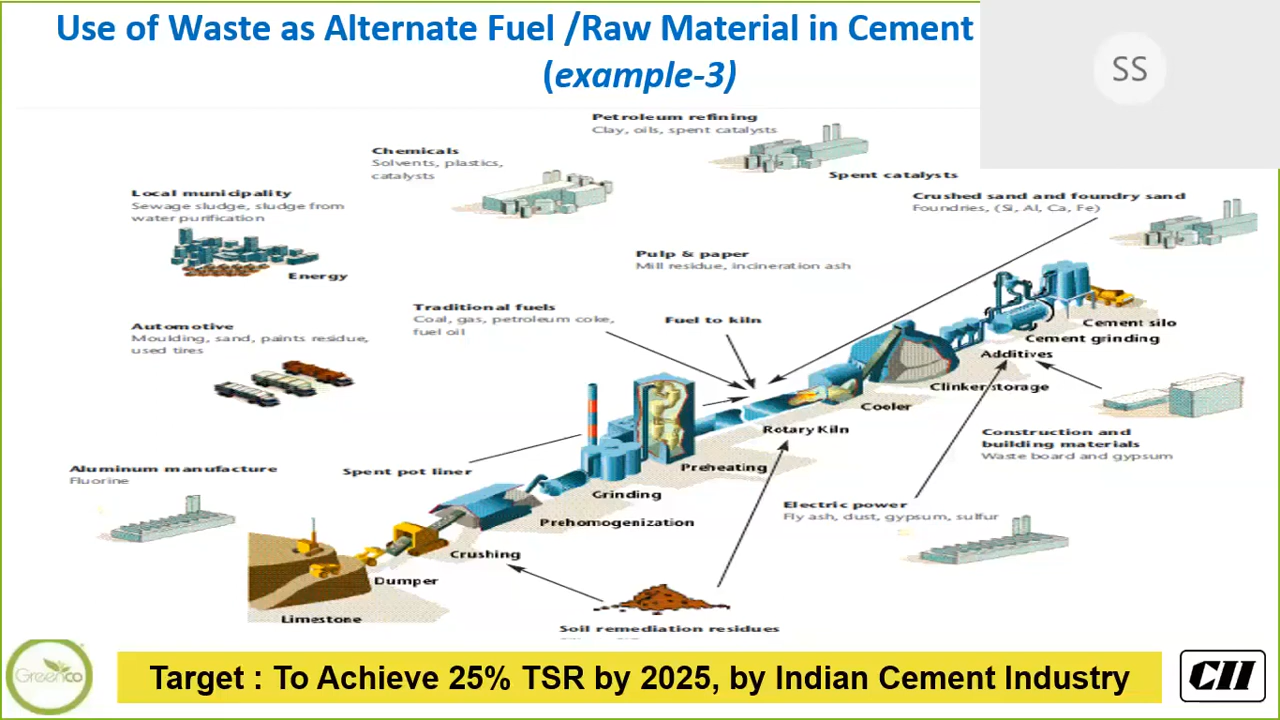 Use of Waste as Alternate Fuel /Raw Material in Cement
(example-3)
SS
Petroleum refining
Clay, oils, spent catalysts
Chemicals
Solvents, plastics,
catalysts
Spent catalysts
Local municipality
Sewage sludge, sludge from
water purification
Crushed sand and foundry sand
Foundries, (Si, Al, Ca, Fe)
Energy
Pulp & paper
Mill residue, incineration ash
Traditional fuels
Coal, gas, petroleum coke,
fuel oil
Fuel to kiln
Automotive
Moulding, sand, paints residue,
used tires
Cement silo
Cement grinding
Additives
Clinker storage
Cooler
Rotary Kiln
Construction and
building materials
Waste board and gypsum
Aluminum manufacture
Fluorine
Spent pot liner
Preheating
Grinding
Electric power
Fly ash, dust, gypsum, sulfur
Prehomogenization
Crushing
Dumper
Limestone
Soil remediation residues
Greenco
Target : To Achieve 25% TSR by 2025, by Indian Cement Industry
CII